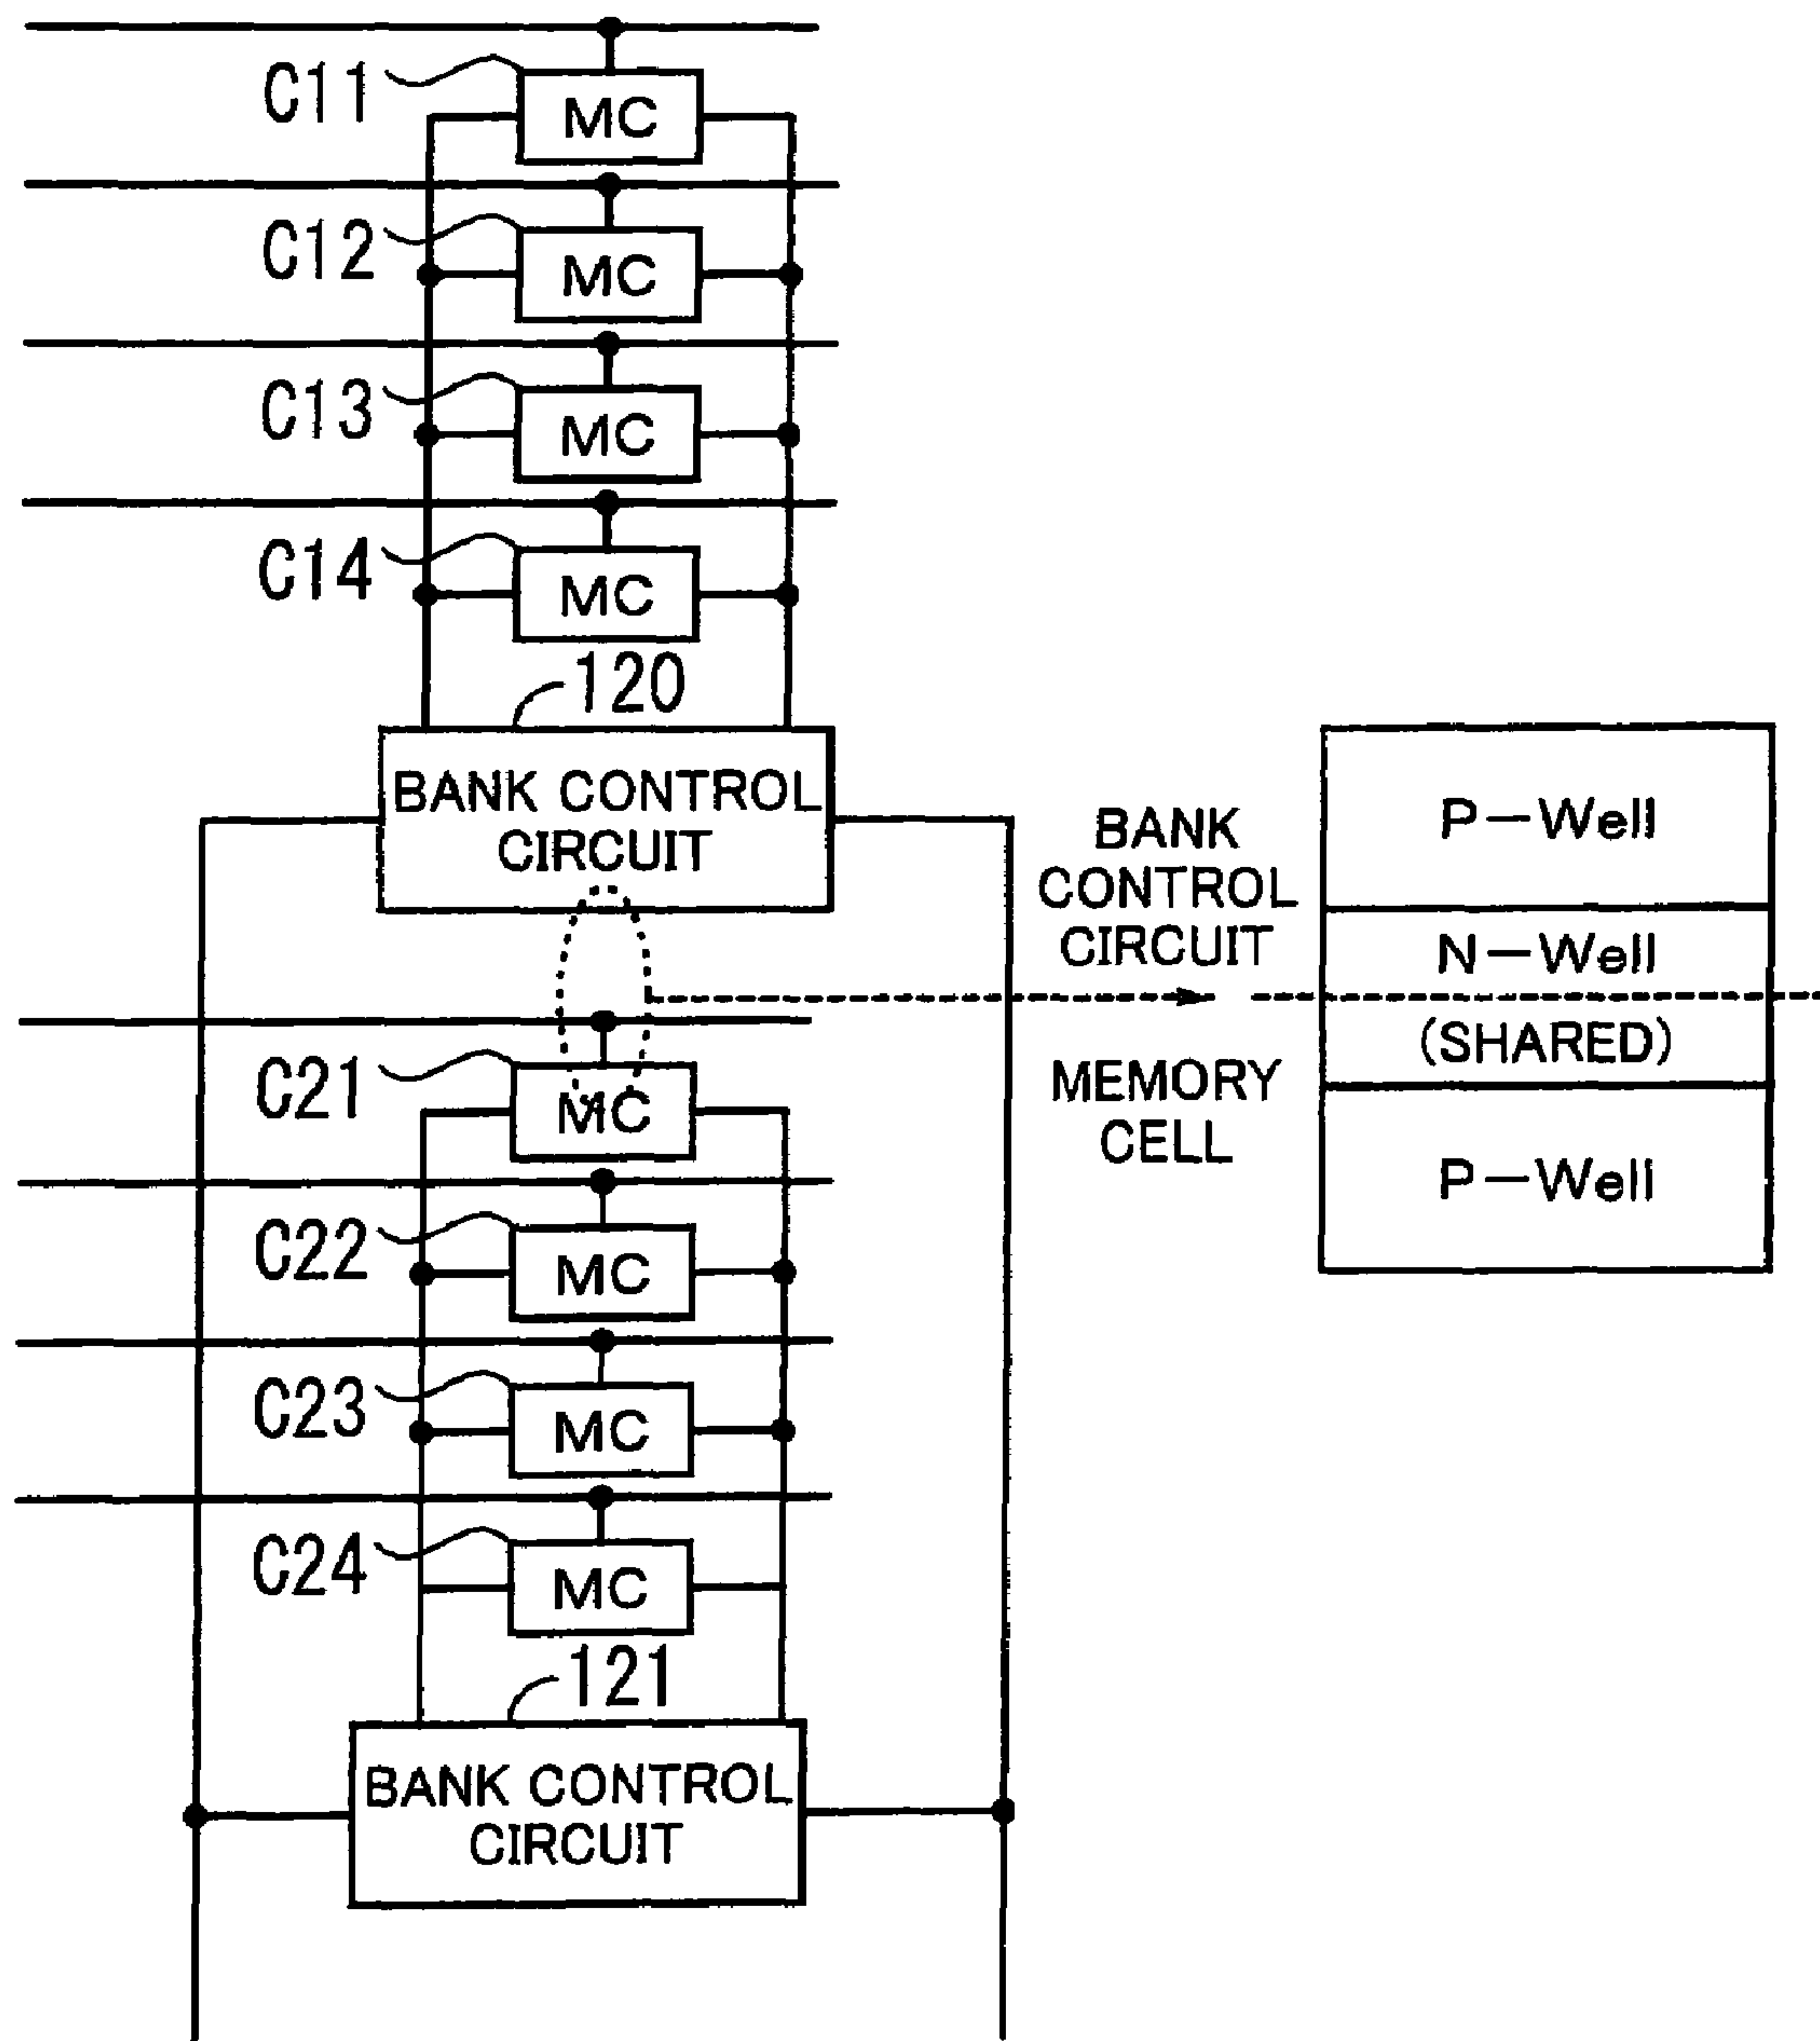 C11
MC
C12
MC
C13
MC
C14
MC
120
BANK CONTROL
CIRCUIT
BANK
CONTROL
CIRCUIT
P-Well
N-Well
(SHARED)
P-Well
MEMORY
CELL
C21
MC
C22
MC
C23
MC
C24
MC
121
BANK CONTROL
CIRCUIT